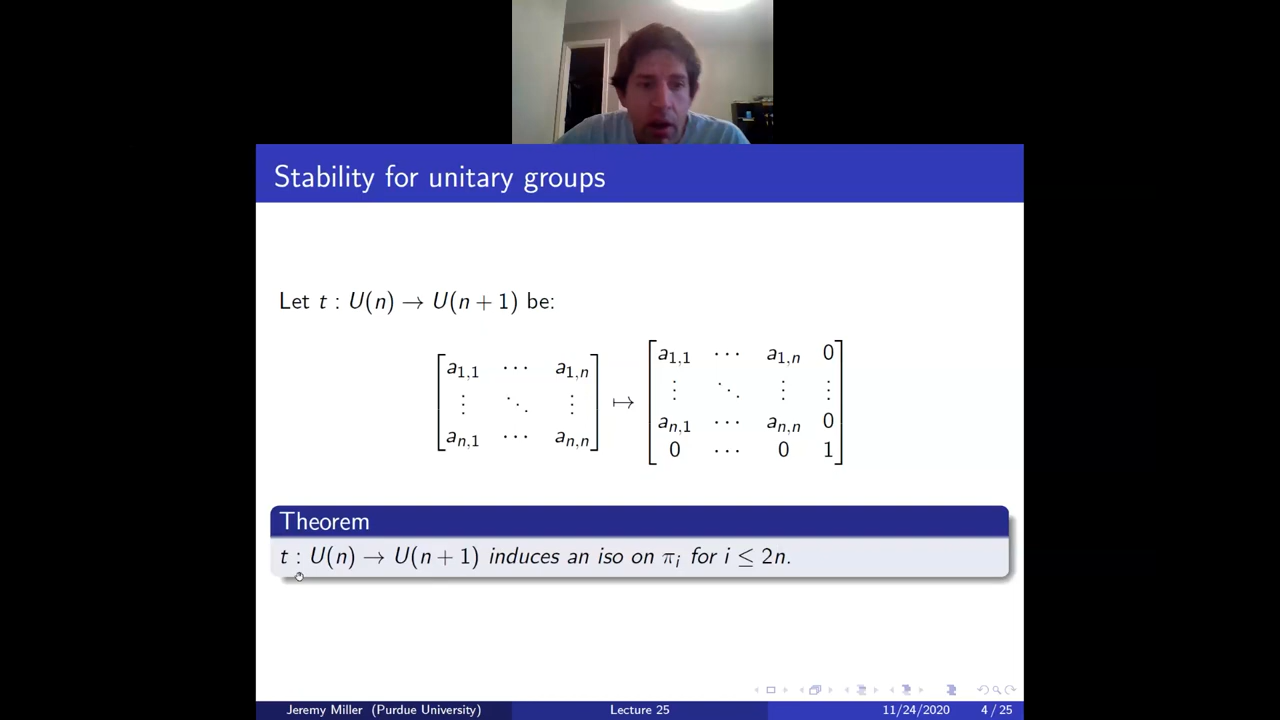 Stability for unitary groups
Let t : U(n) → U(n + 1) be:
[a1,1 ⋯ a1,n
⋮ ⋱ ⋮
an,1 ⋯ an,n] ↦ [a1,1 ⋯ a1,n 0
⋮ ⋱ ⋮ ⋮
an,1 ⋯ an,n 0
0 ⋯ 0 1]
Theorem
t : U(n) → U(n + 1) induces an iso on πi for i ≤ 2n.
Jeremy Miller (Purdue University) Lecture 25 11/24/2020 4 / 25